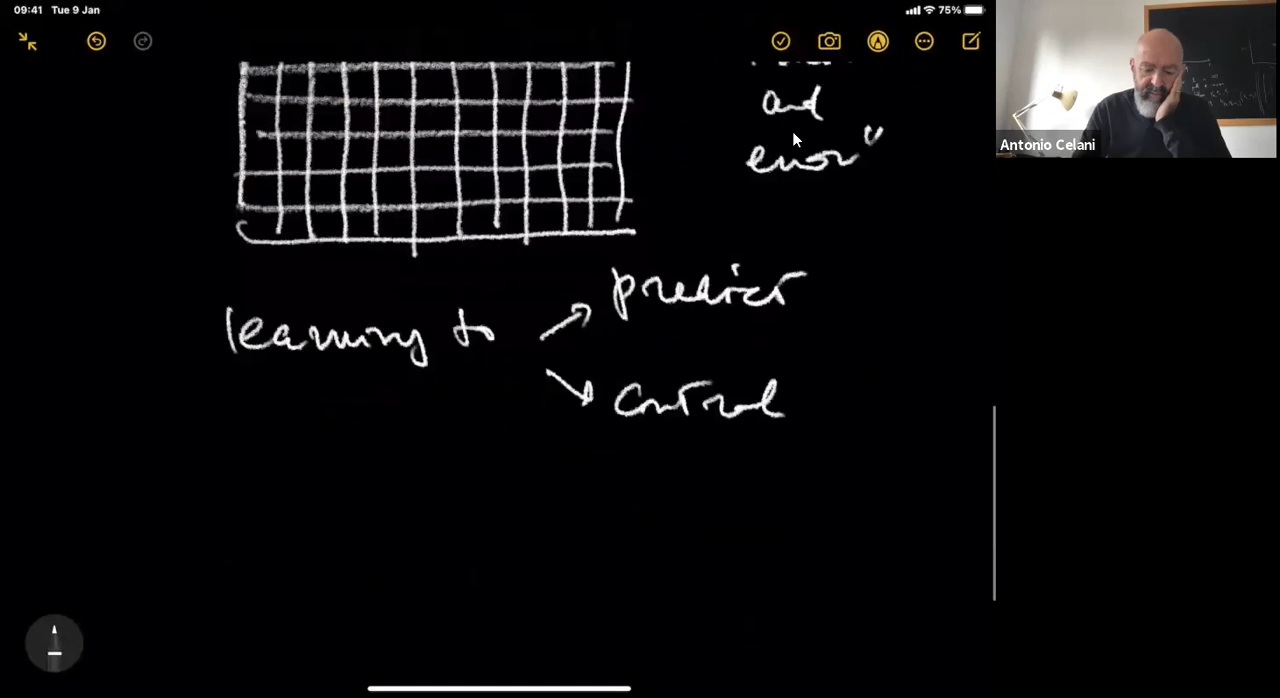 09:41 Tue 9 Jan
75%
and
error"
learning to
predict
control
Antonio Celani